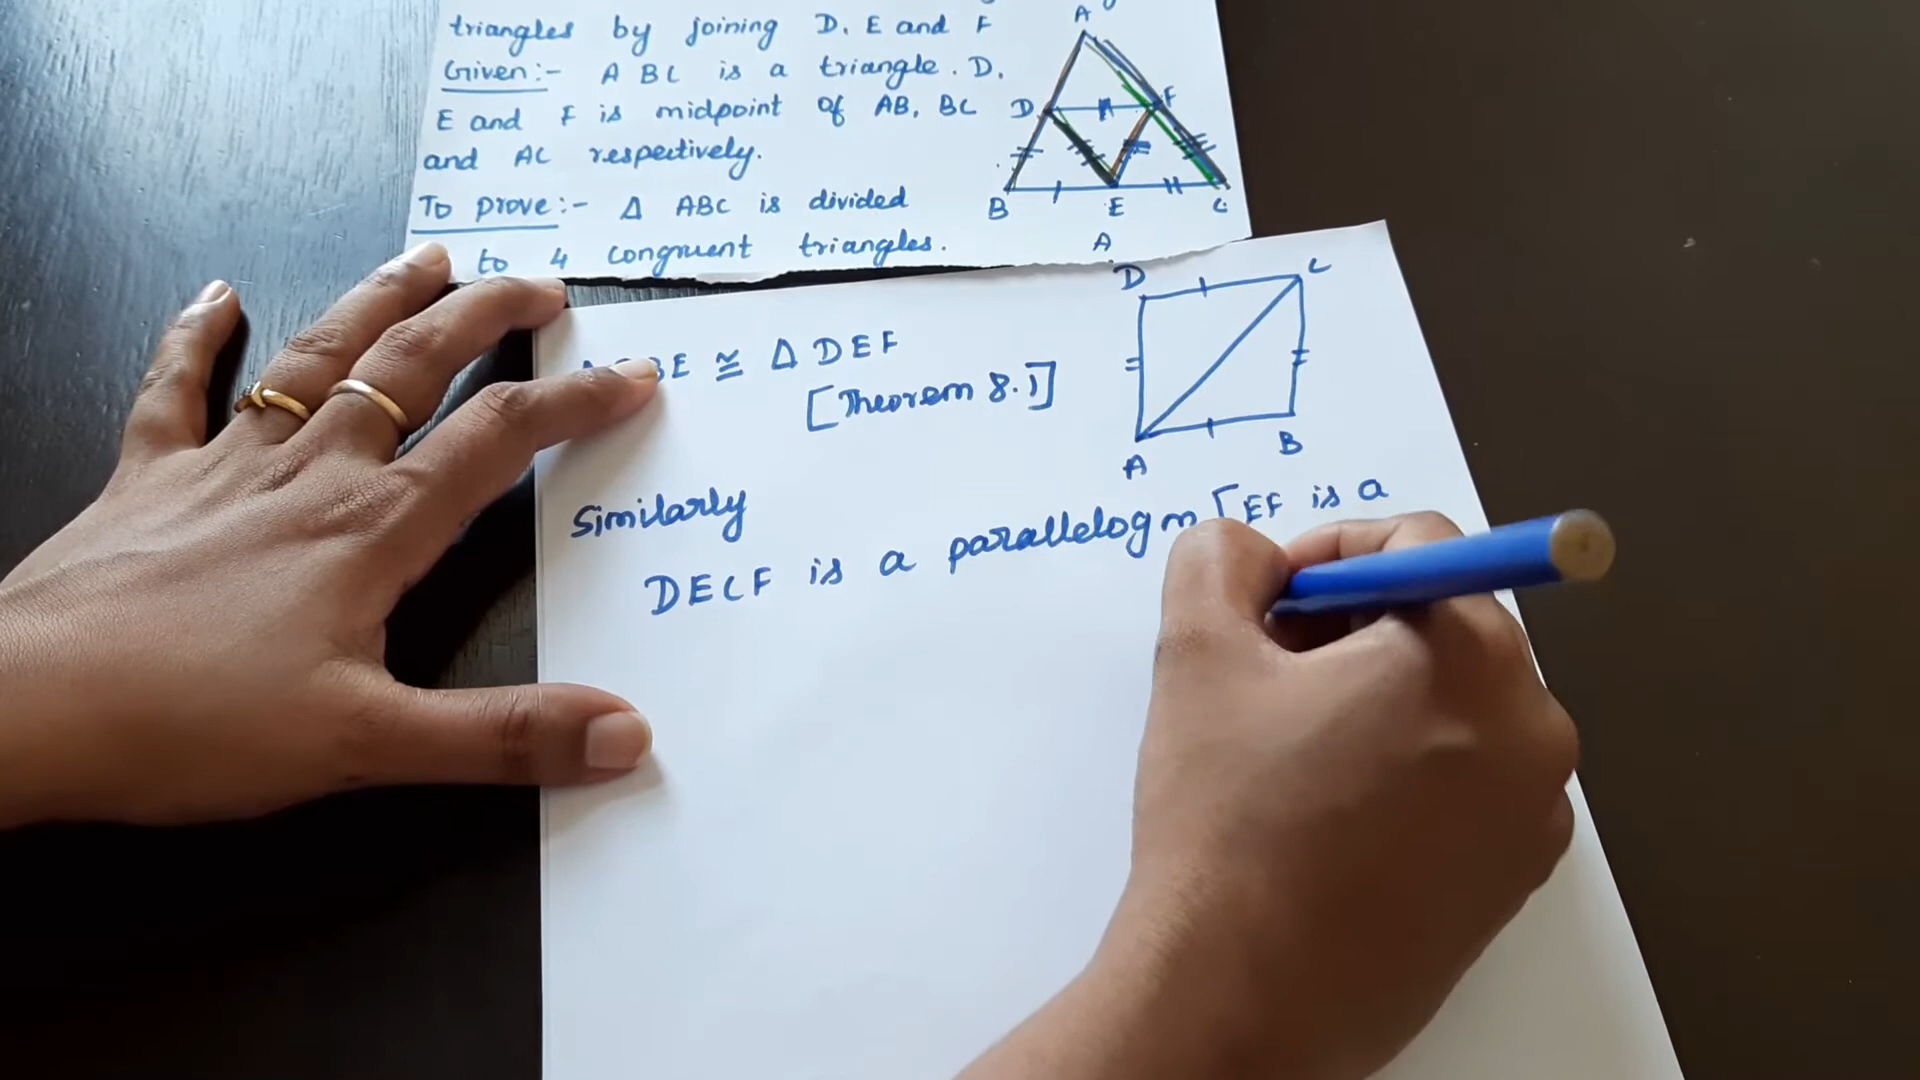 triangles by joining D, E and F
Given:- ABC is a triangle. D,
E and F is midpoint of AB, BC
and AC respectively.
To prove:- Δ ABC is divided
to 4 congruent triangles.
A
D F
B E C
A
D C
A B
BE ≅ Δ DEF
[Theorem 8.1]
Similarly
DECF is a parallelogm [EF is a